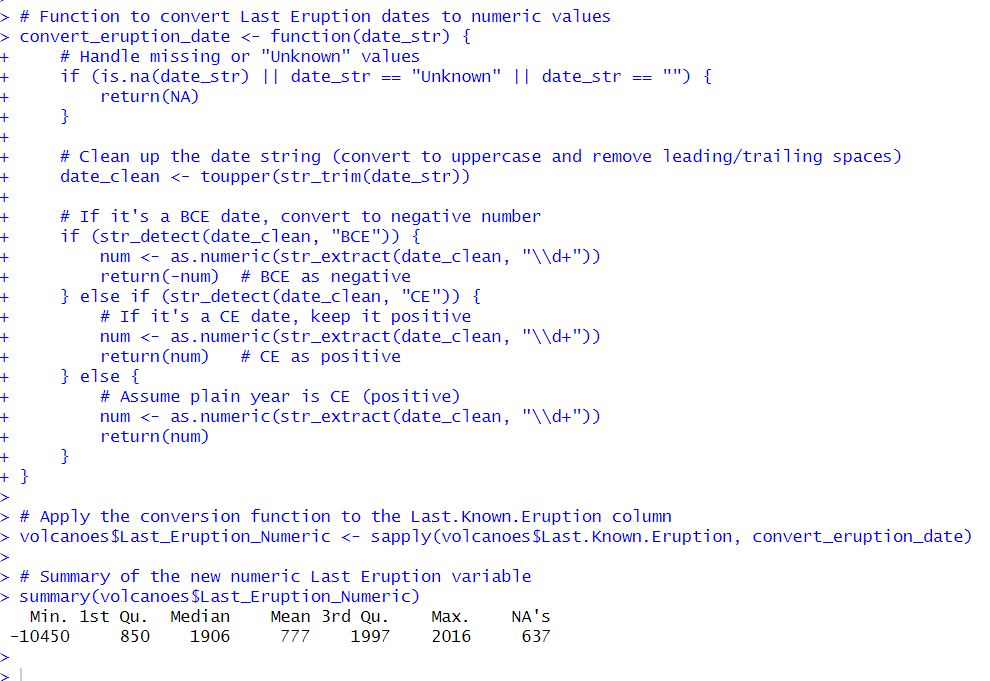 > # Function to convert Last Eruption dates to numeric values
> convert_eruption_date <- function(date_str) {
+     # Handle missing or "Unknown" values
+     if (is.na(date_str) || date_str == "Unknown" || date_str == "") {
+         return(NA)
+     }
+
+     # Clean up the date string (convert to uppercase and remove leading/trailing spaces)
+     date_clean <- toupper(str_trim(date_str))
+
+     # If it's a BCE date, convert to negative number
+     if (str_detect(date_clean, "BCE")) {
+         num <- as.numeric(str_extract(date_clean, "\\d+"))
+         return(-num)  # BCE as negative
+     } else if (str_detect(date_clean, "CE")) {
+         # If it's a CE date, keep it positive
+         num <- as.numeric(str_extract(date_clean, "\\d+"))
+         return(num)   # CE as positive
+     } else {
+         # Assume plain year is CE (positive)
+         num <- as.numeric(str_extract(date_clean, "\\d+"))
+         return(num)
+     }
+ }
>
> # Apply the conversion function to the Last.Known.Eruption column
> volcanoes$Last_Eruption_Numeric <- sapply(volcanoes$Last.Known.Eruption, convert_eruption_date)
>
> # Summary of the new numeric Last Eruption variable
> summary(volcanoes$Last_Eruption_Numeric)
   Min. 1st Qu.  Median    Mean 3rd Qu.    Max.    NA's
 -10450     850    1906     777    1997    2016     637
>
>